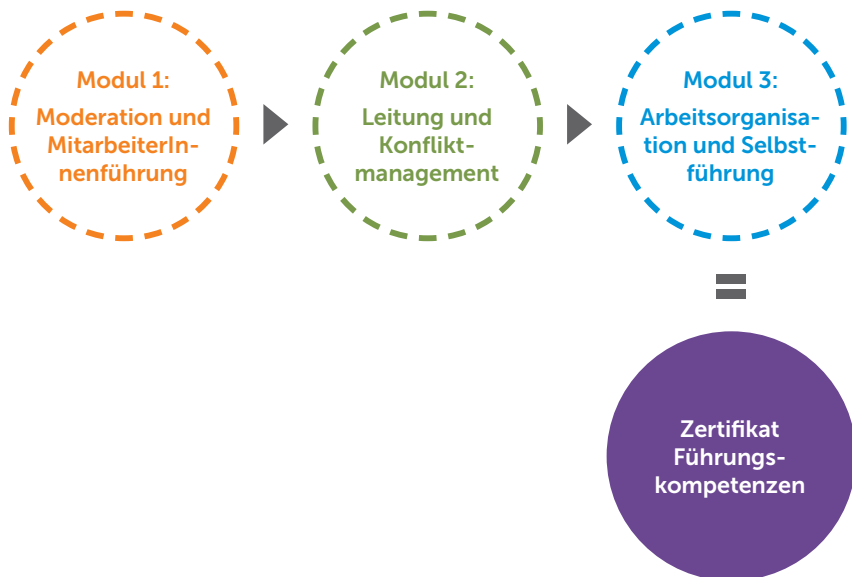 Modul 1:
Moderation und
MitarbeiterIn-
nenführung
Modul 2:
Leitung und
Konflikt-
management
Modul 3:
Arbeitsorganisa-
tion und Selbst-
führung
Zertifikat
Führungs-
kompetenzen